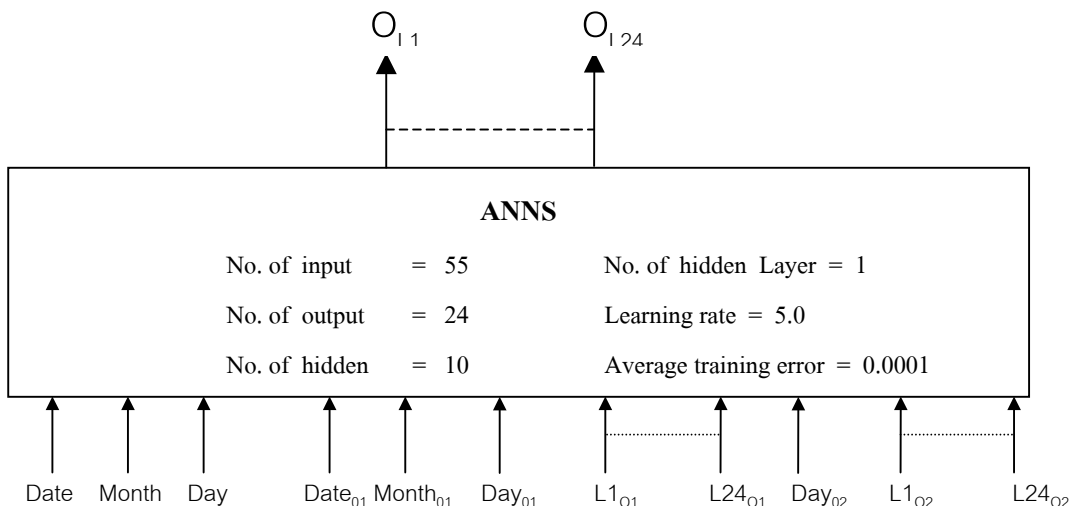 O_L1 O_L24
ANNS
No. of input = 55 No. of hidden Layer = 1
No. of output = 24 Learning rate = 5.0
No. of hidden = 10 Average training error = 0.0001
Date Month Day Date_01 Month_01 Day_01 L1_O1 L24_O1 Day_02 L1_O2 L24_O2